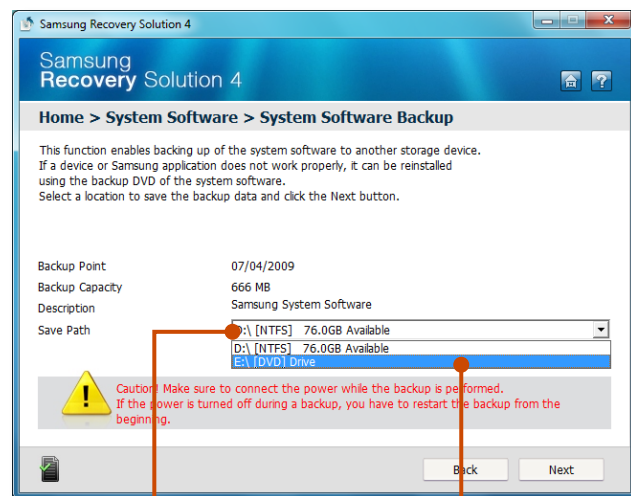 Samsung Recovery Solution 4
Samsung
Recovery Solution 4
Home > System Software > System Software Backup
This function enables backing up of the system software to another storage device.
If a device or Samsung application does not work properly, it can be reinstalled
using the backup DVD of the system software.
Select a location to save the backup data and click the Next button.
Backup Point 07/04/2009
Backup Capacity 666 MB
Description Samsung System Software
Save Path D:\ [NTFS] 76.0GB Available
D:\ [NTFS] 76.0GB Available
E:\ [DVD] Drive
Caution! Make sure to connect the power while the backup is performed.
If the power is turned off during a backup, you have to restart the backup from the
beginning.
Back Next